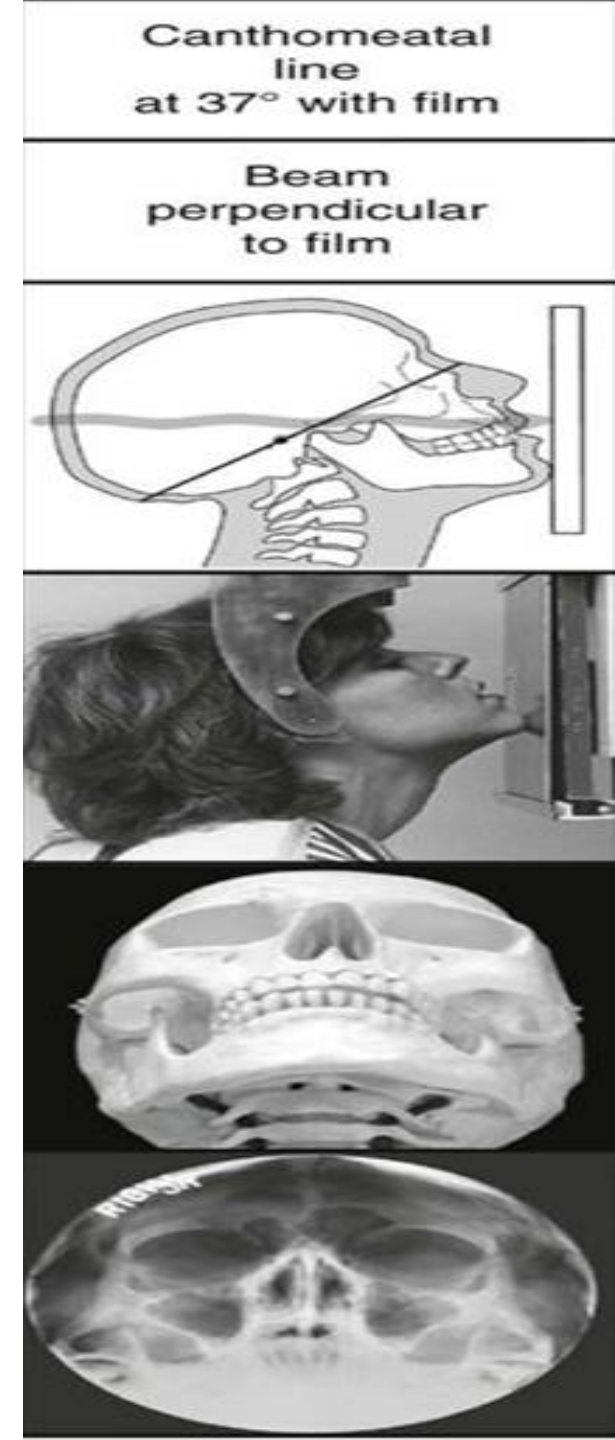 Canthomeatal
line
at 37° with film
Beam
perpendicular
to film